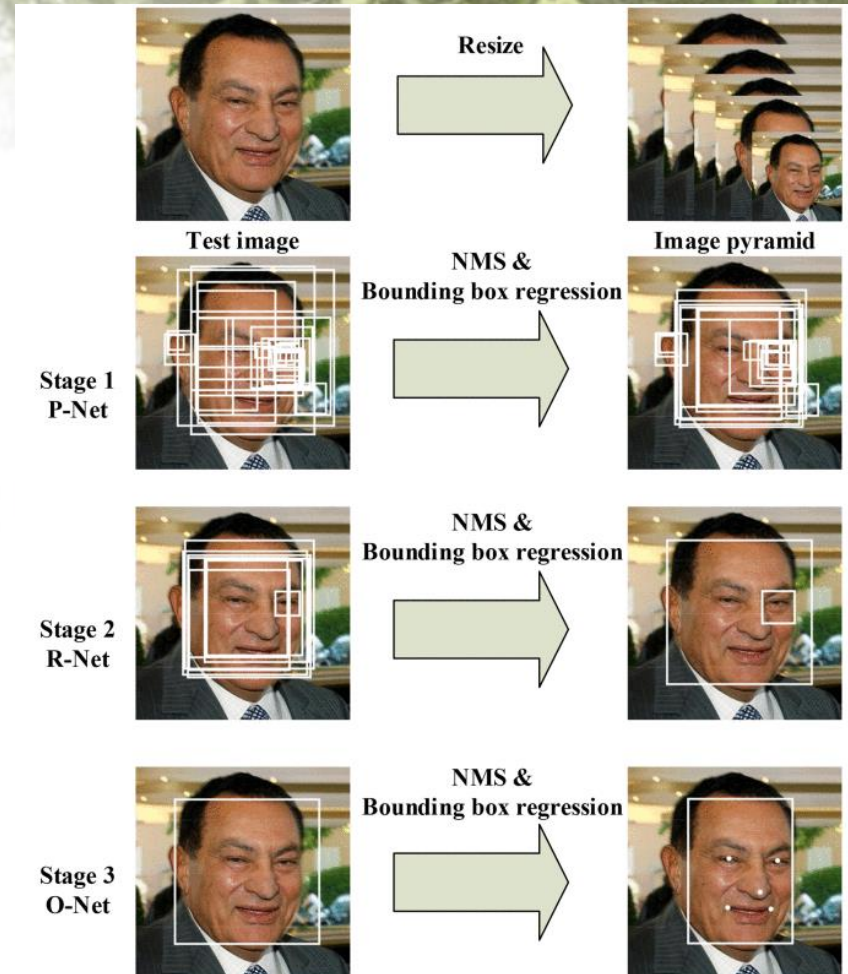 Resize
Test image
Image pyramid
NMS &
Bounding box regression
Stage 1
P-Net
NMS &
Bounding box regression
Stage 2
R-Net
NMS &
Bounding box regression
Stage 3
O-Net